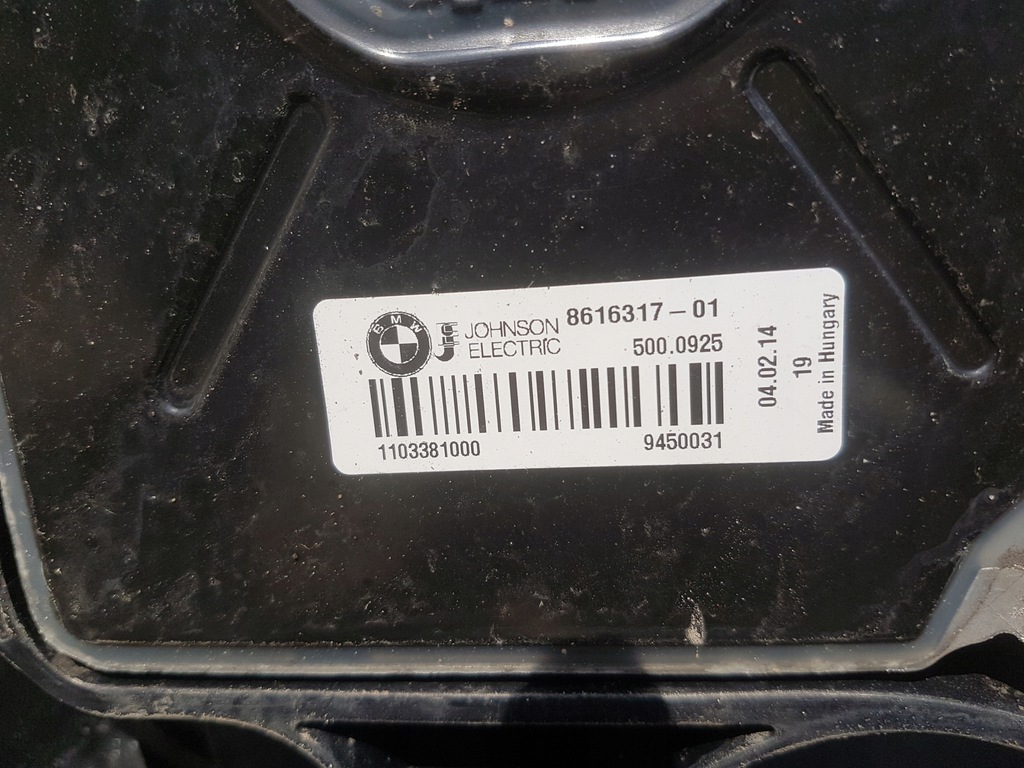 BMW
JOHNSON
ELECTRIC
8616317-01
500.0925
1103381000
9450031
04.02.14
19
Made in Hungary